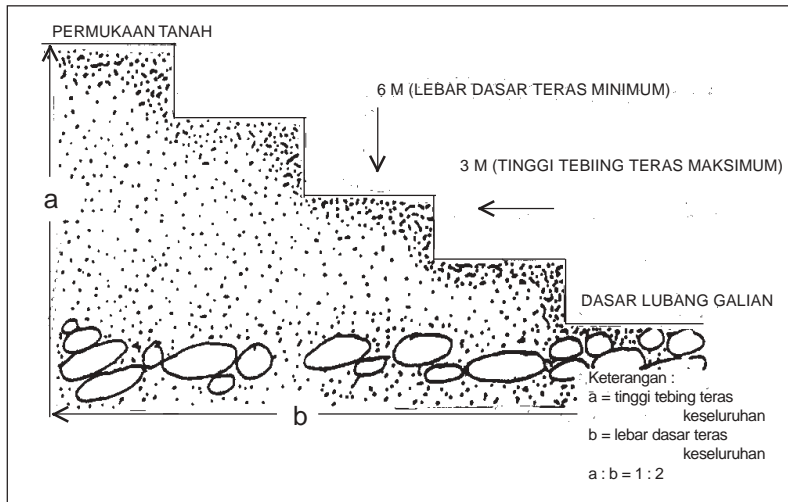 PERMUKAAN TANAH
6 M (LEBAR DASAR TERAS MINIMUM)
3 M (TINGGI TEBIING TERAS MAKSIMUM)
a
DASAR LUBANG GALIAN
b
Keterangan :
a = tinggi tebing teras
keseluruhan
b = lebar dasar teras
keseluruhan
a : b = 1 : 2